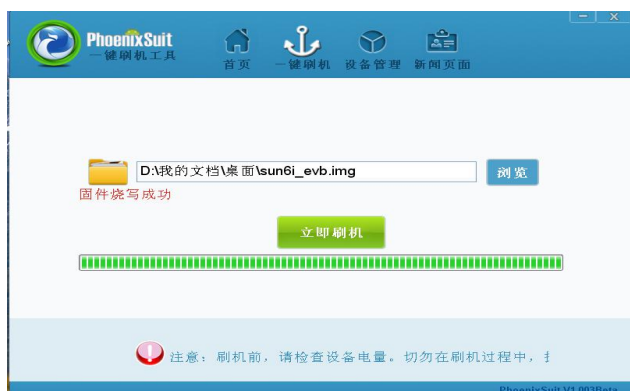 PhoenixSuit
一键刷机工具
首页 一键刷机 设备管理 新闻页面
D:\我的文档\桌面\sun6i_evb.img
浏览
固件烧写成功
立即刷机
注意：刷机前，请检查设备电量。切勿在刷机过程中，
PhoenixSuit V1.003Beta